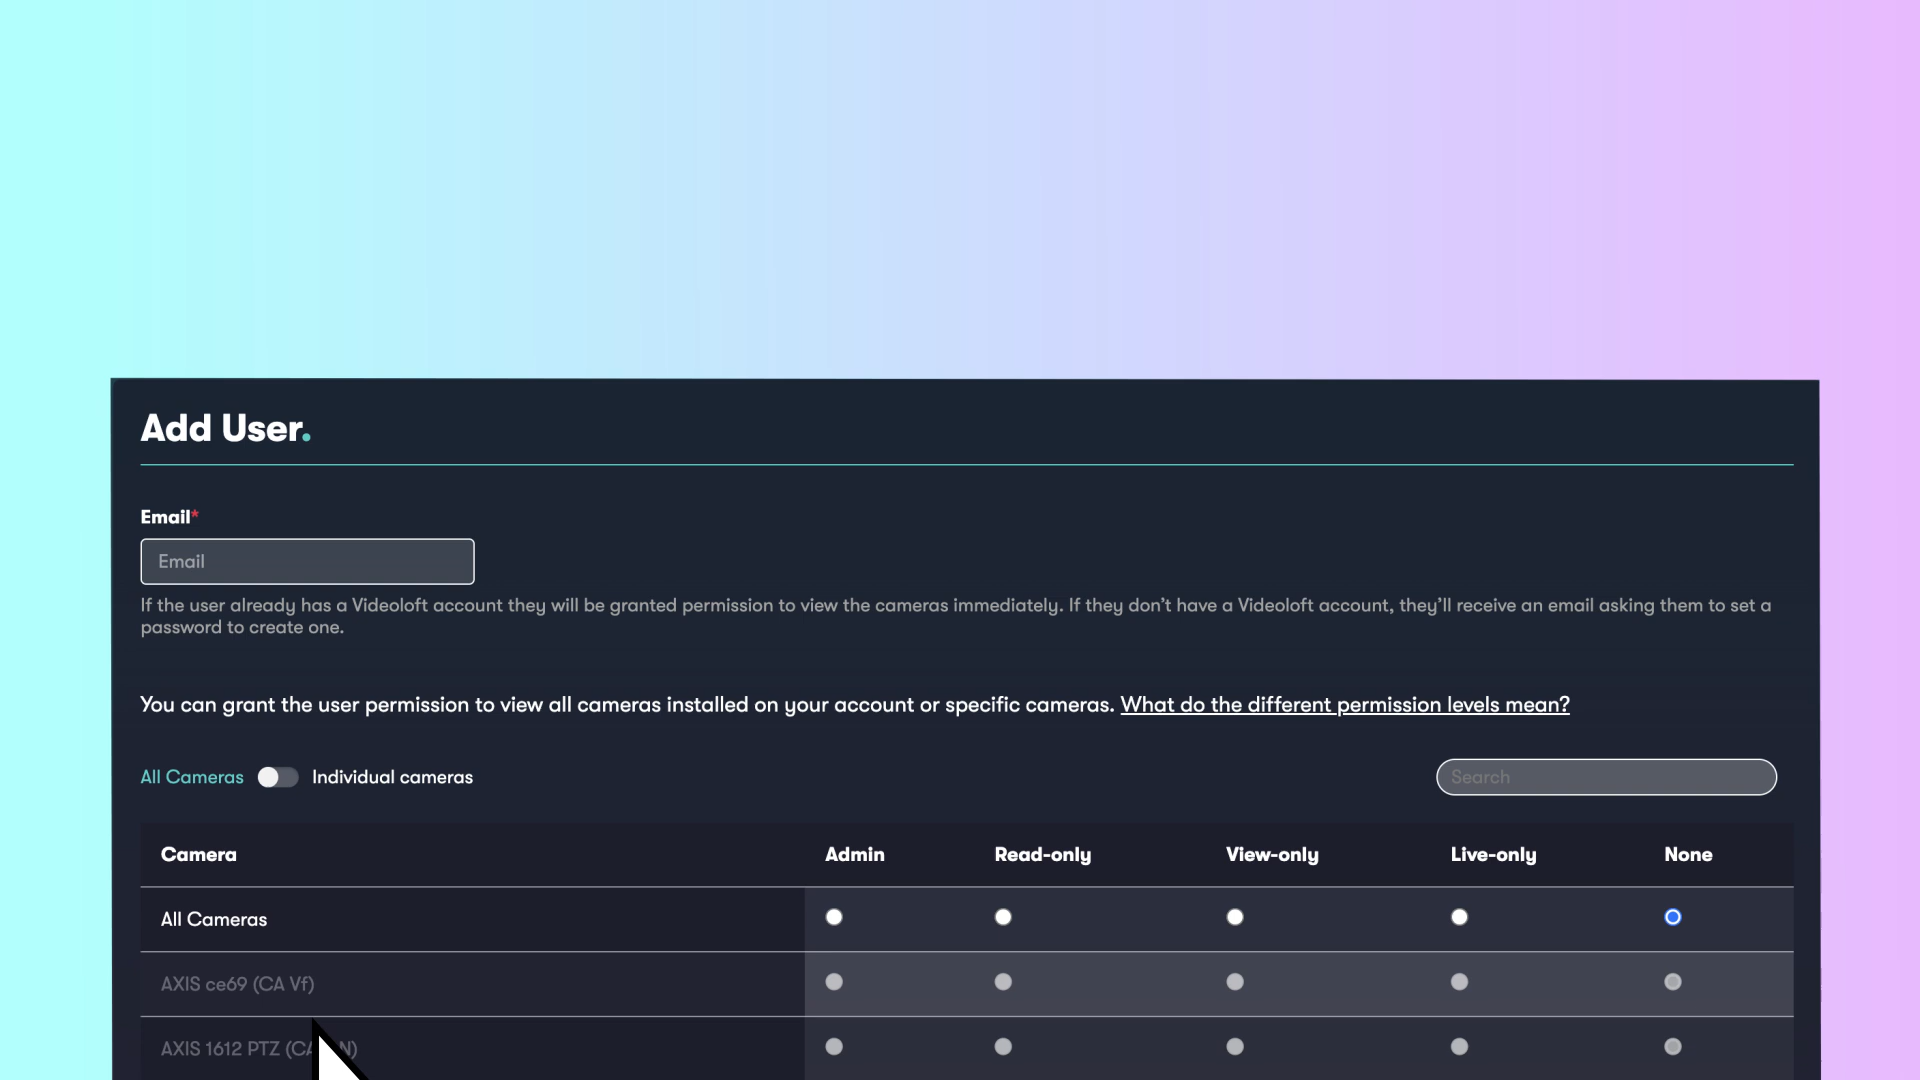 Add User.
Email*
Email
If the user already has a Videoloft account they will be granted permission to view the cameras immediately. If they don’t have a Videoloft account, they’ll receive an email asking them to set a
password to create one.
You can grant the user permission to view all cameras installed on your account or specific cameras. What do the different permission levels mean?
All Cameras Individual cameras Search
Camera Admin Read-only View-only Live-only None
All Cameras
AXIS ce69 (CA Vf)
AXIS 1612 PTZ